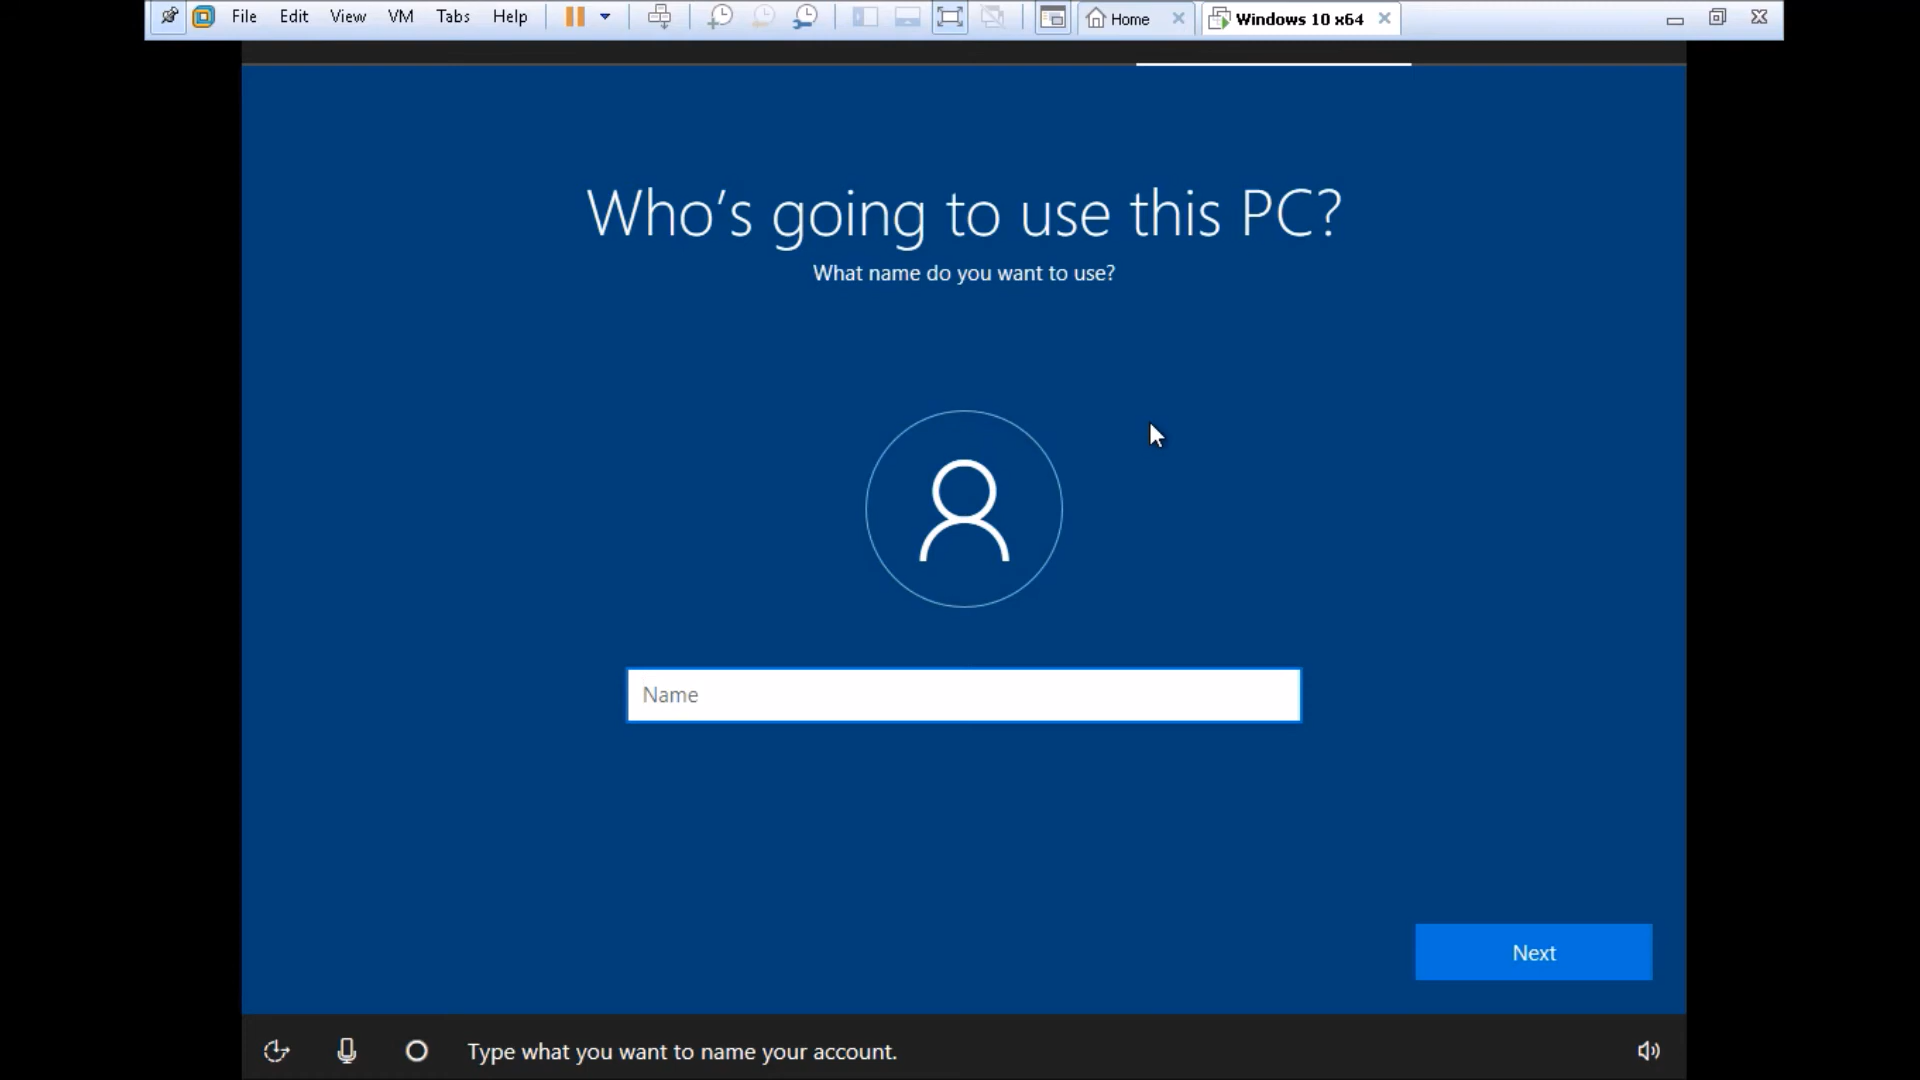 File Edit View VM Tabs Help Home Windows 10 x64
Who's going to use this PC?
What name do you want to use?
Name
Next
Type what you want to name your account.